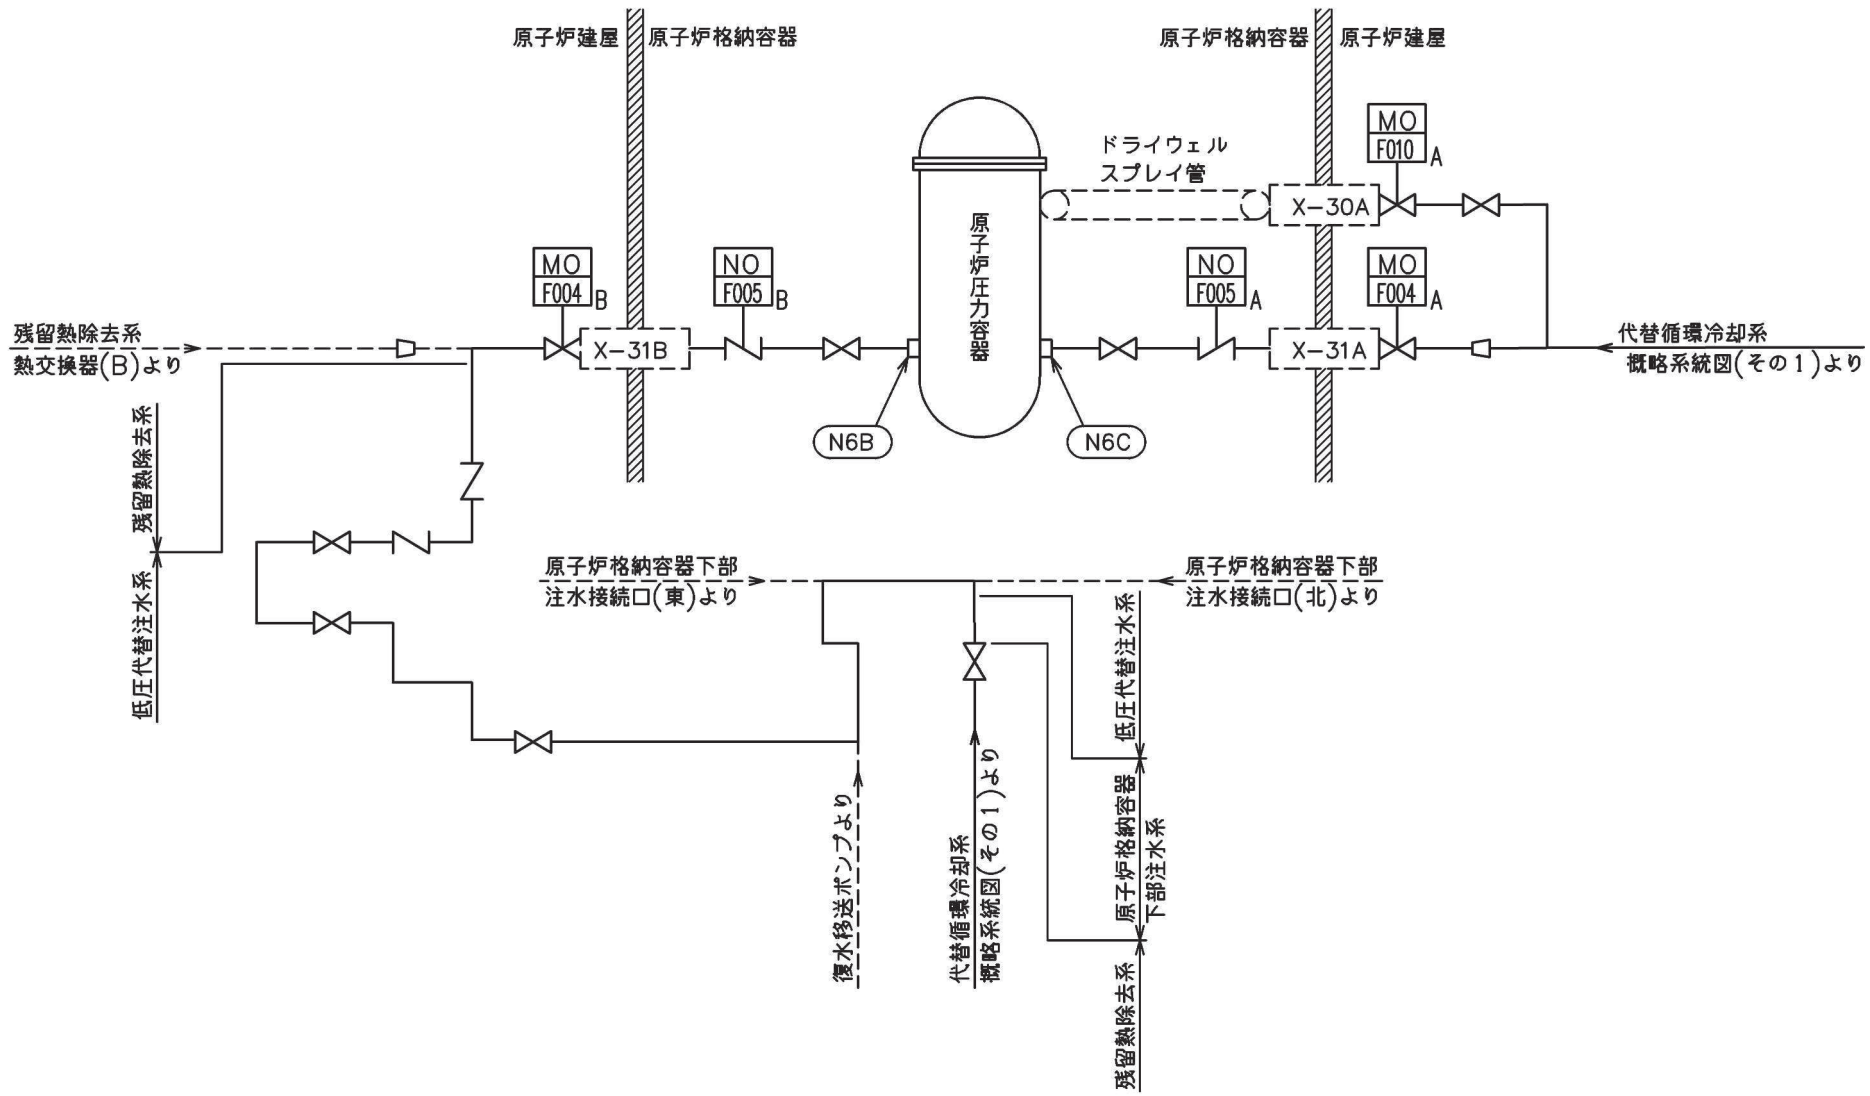 原子炉建屋
原子炉格納容器
原子炉格納容器
原子炉建屋
MO
F010
A
ドライウェル
スプレイ管
X-30A
原子炉圧力容器
MO
F004
B
NO
F005
B
NO
F005
A
MO
F004
A
残留熱除去系
熱交換器(B)より
X-31B
X-31A
代替循環冷却系
概略系統図(その1)より
N6B
N6C
残留熱除去系
低圧代替注水系
原子炉格納容器下部
注水接続口(東)より
原子炉格納容器下部
注水接続口(北)より
低圧代替注水系
原子炉格納容器
下部注水系
残留熱除去系
復水移送ポンプより
代替循環冷却系
概略系統図(その1)より